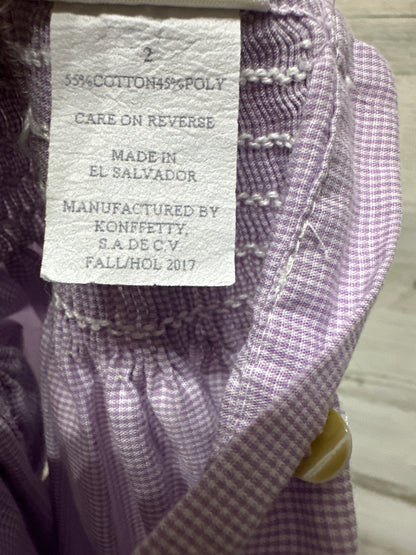 2
55%COTTON45%POLY
CARE ON REVERSE
MADE IN
EL SALVADOR
MANUFACTURED BY
KONFFETTY,
S.A DE C.V.
FALL/HOL 2017